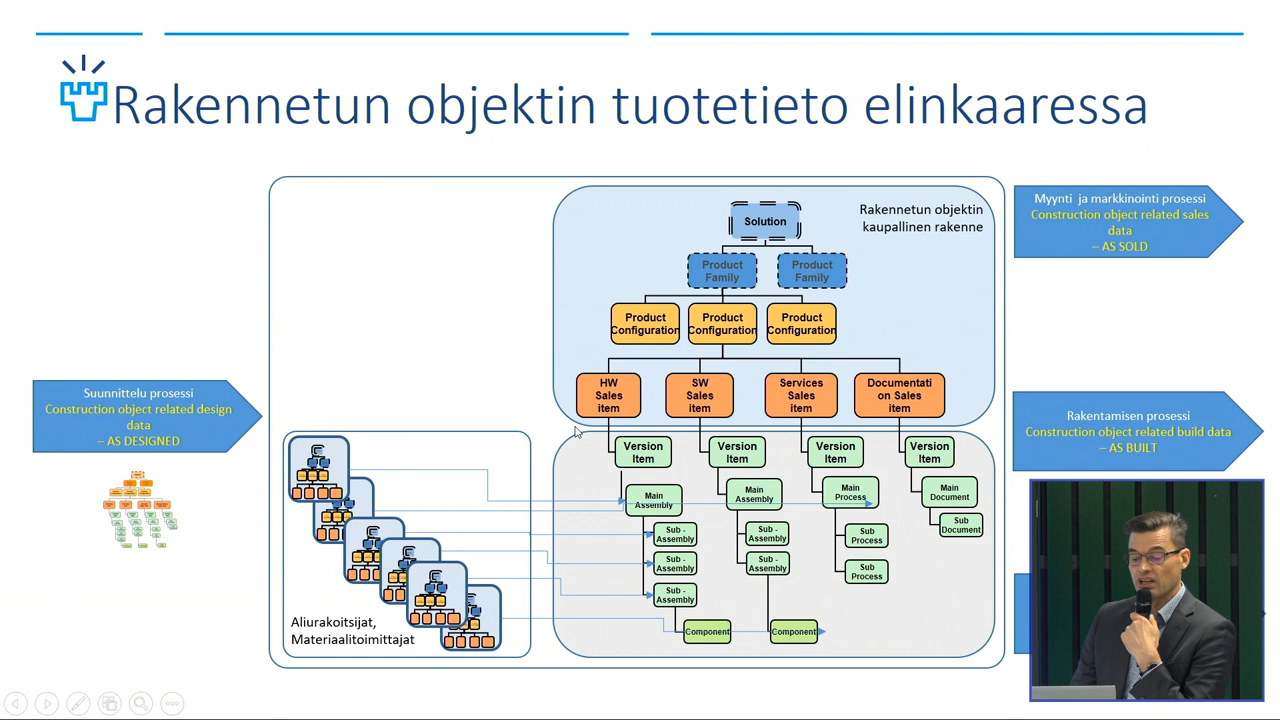 Rakennetun objektin tuotetieto elinkaaressa
Suunnittelu prosessi
Construction object related design
data
– AS DESIGNED
Aliurakoitsijat,
Materiaalitoimittajat
Rakennetun objektin
kaupallinen rakenne
Solution
Product
Family
Product
Family
Product
Configuration
Product
Configuration
Product
Configuration
HW
Sales
item
SW
Sales
item
Services
Sales
item
Documentati
on Sales
item
Version
Item
Version
Item
Version
Item
Version
Item
Main
Assembly
Main
Assembly
Main
Process
Main
Document
Sub -
Assembly
Sub -
Assembly
Sub
Process
Sub
Document
Sub -
Assembly
Sub -
Assembly
Sub
Process
Sub -
Assembly
Component
Component
Myynti ja markkinointi prosessi
Construction object related sales
data
– AS SOLD
Rakentamisen prosessi
Construction object related build data
– AS BUILT